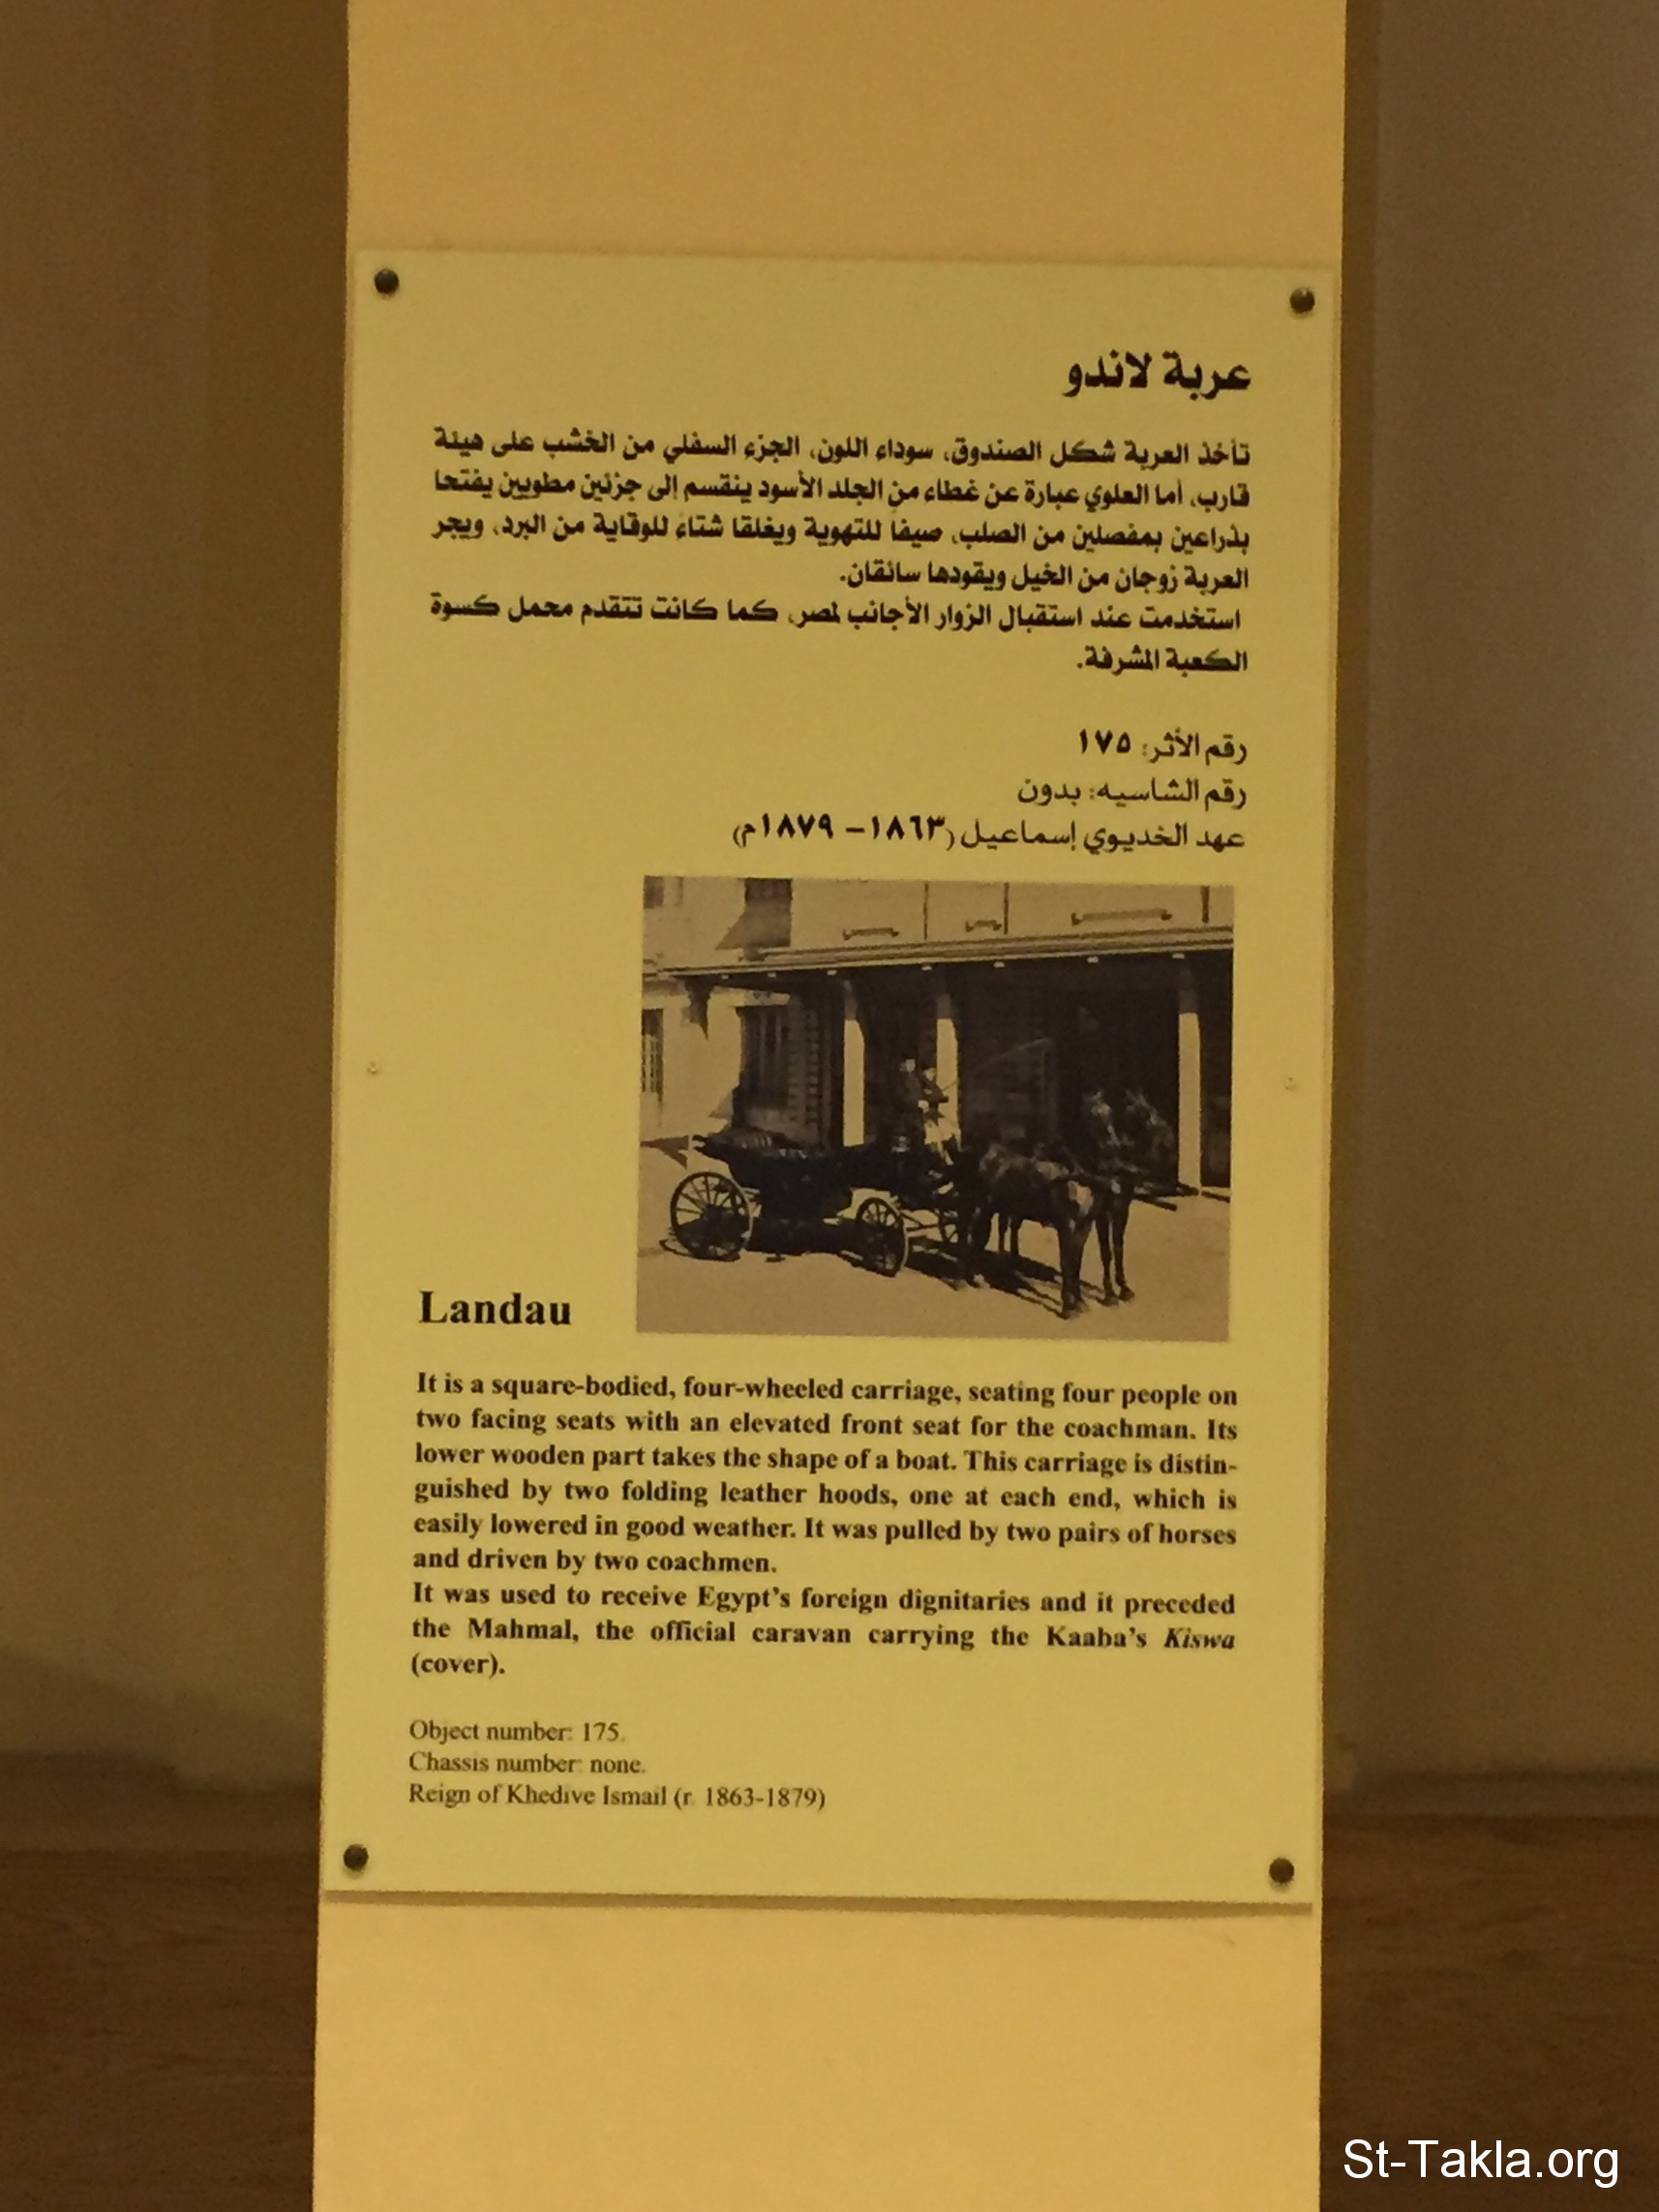 عربة لاندو
تأخذ العربة شكل الصندوق، سوداء اللون، الجزء السفلي من الخشب على هيئة
قارب، أما العلوي عبارة عن غطاء من الجلد الأسود ينقسم إلى جزئين مطويين يفتحا
بذراعين بمفصلين من الصلب، صيفا للتهوية ويغلقا شتاء للوقاية من البرد، ويجر
العربة زوجان من الخيل ويقودها سائقان.
استخدمت عند استقبال الزوار الأجانب لمصر، كما كانت تتقدم محمل كسوة
الكعبة المشرفة.
رقم الأثر: ١٧٥
رقم الشاسيه: بدون
عهد الخديوي إسماعيل (١٨٦٣– ١٨٧٩م)
Landau
It is a square-bodied, four-wheeled carriage, seating four people on
two facing seats with an elevated front seat for the coachman. Its
lower wooden part takes the shape of a boat. This carriage is distin-
guished by two folding leather hoods, one at each end, which is
easily lowered in good weather. It was pulled by two pairs of horses
and driven by two coachmen.
It was used to receive Egypt's foreign dignitaries and it preceded
the Mahmal, the official caravan carrying the Kaaba's Kiswa
(cover).
Object number: 175.
Chassis number: none.
Reign of Khedive Ismail (r. 1863-1879)
St-Takla.org